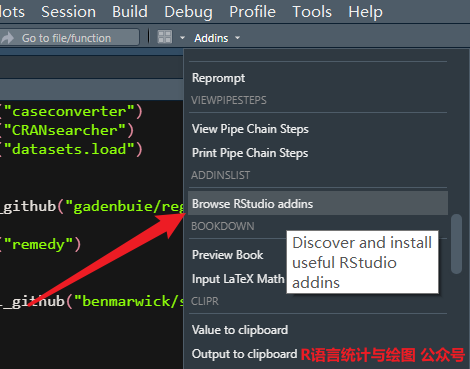 lots Session Build Debug Profile Tools Help
Go to file/function Addins
Reprompt
VIEWPIPESTEPS
("caseconverter")
View Pipe Chain Steps
("CRANsearcher")
Print Pipe Chain Steps
("datasets.load")
ADDINSLIST
_github("gadenbuie/reg
Browse RStudio addins
BOOKDOWN
Discover and install
useful RStudio
addins
("remedy")
Preview Book
Input LaTeX Math
l_github("benmarwick/s
CLIPR
Value to clipboard
Output to clipboard R语言统计与绘图 公众号